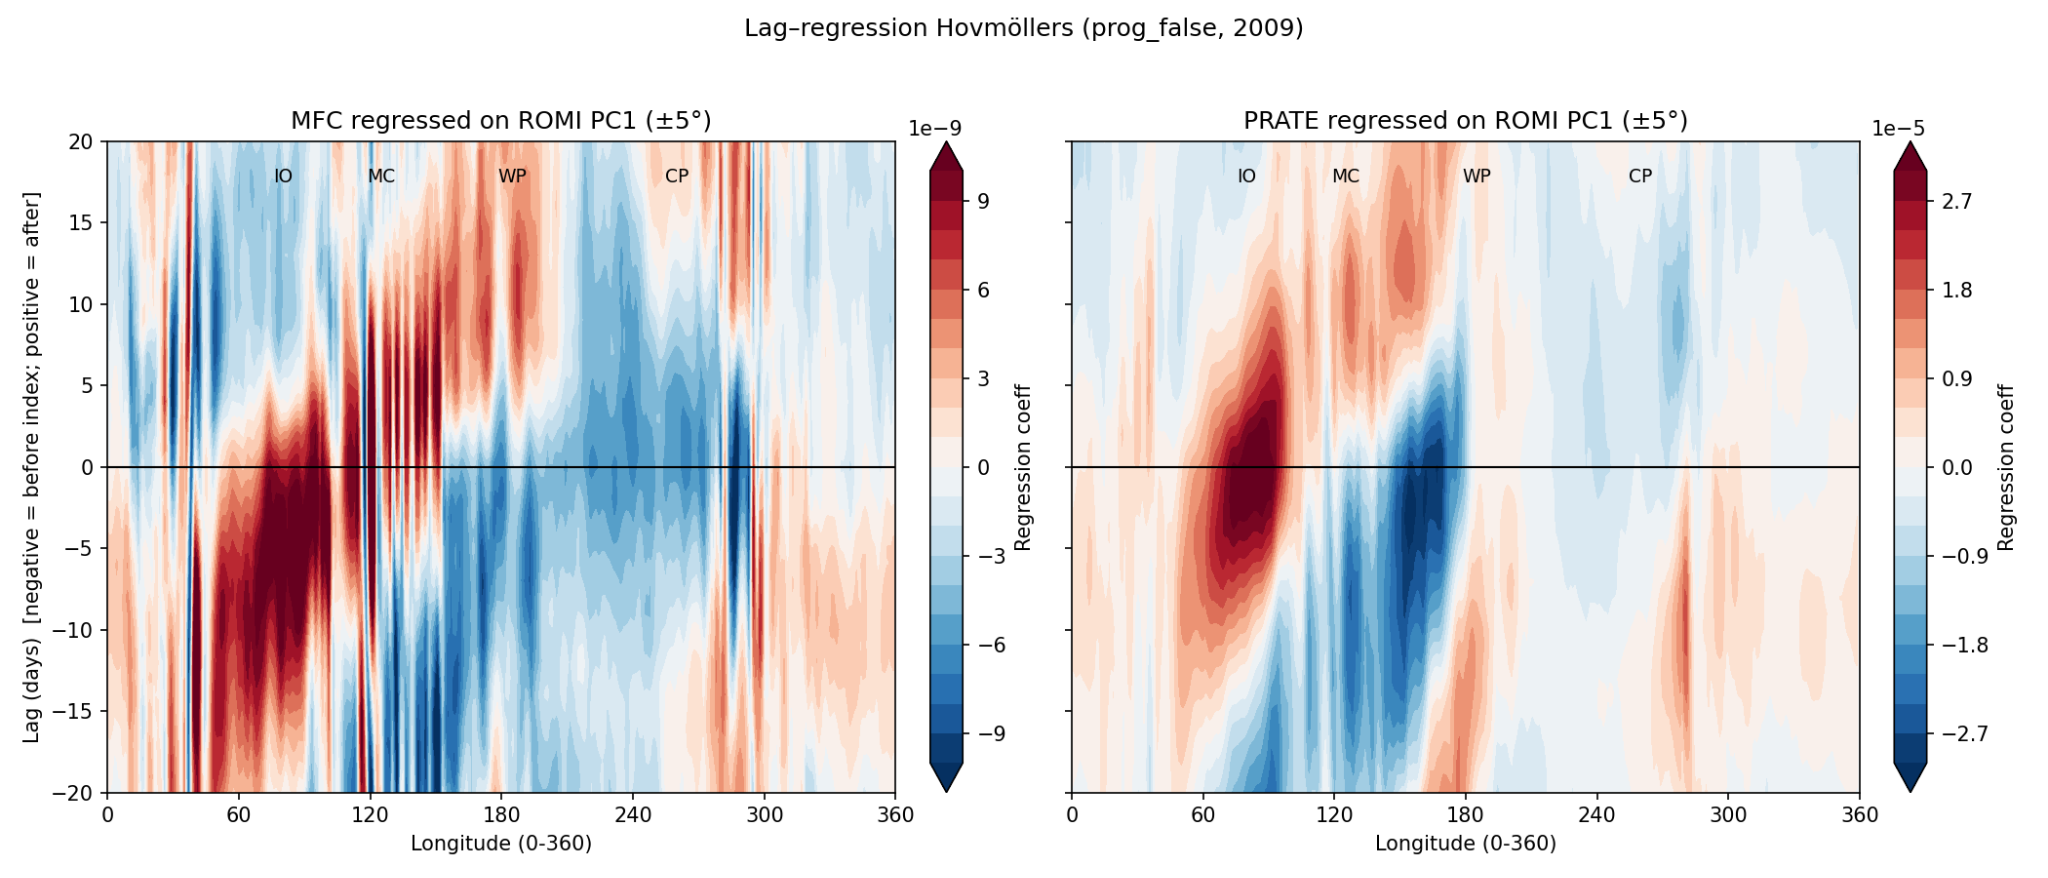 Lag–regression Hovmöllers (prog_false, 2009)
MFC regressed on ROMI PC1 (±5°)
1e−9
IO MC WP CP
20
15
10
5
0
−5
−10
−15
−20
Lag (days) [negative = before index; positive = after]
0 60 120 180 240 300 360
Longitude (0-360)
9
6
3
0
−3
−6
−9
Regression coeff
PRATE regressed on ROMI PC1 (±5°)
1e−5
IO MC WP CP
0 60 120 180 240 300 360
Longitude (0-360)
2.7
1.8
0.9
0.0
−0.9
−1.8
−2.7
Regression coeff